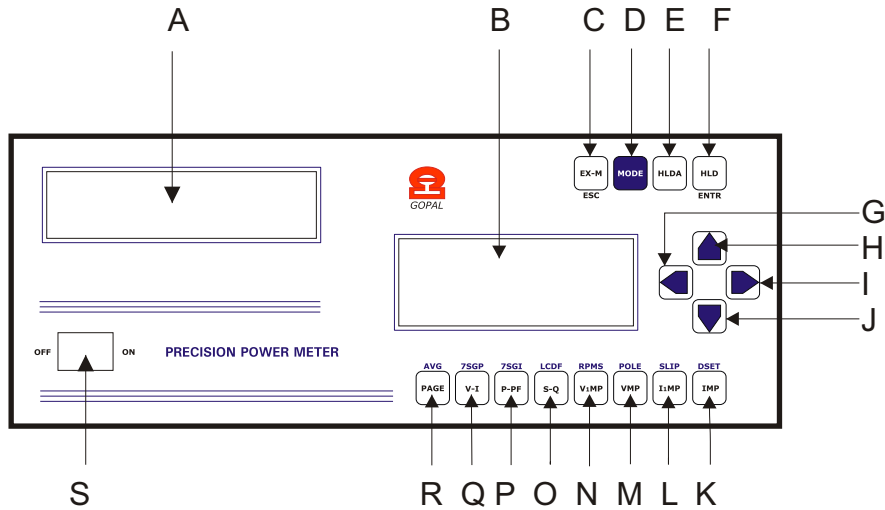 A B C D E F
EX-M MODE HLDA HLD
ESC ENTR
GOPAL
G
H
I
J
OFF ON PRECISION POWER METER
AVG 7SGP 7SGI LCDF RPMS POLE SLIP DSET
PAGE V-I P-PF S-Q V1MP VMP I1MP IMP
S R Q P O N M L K